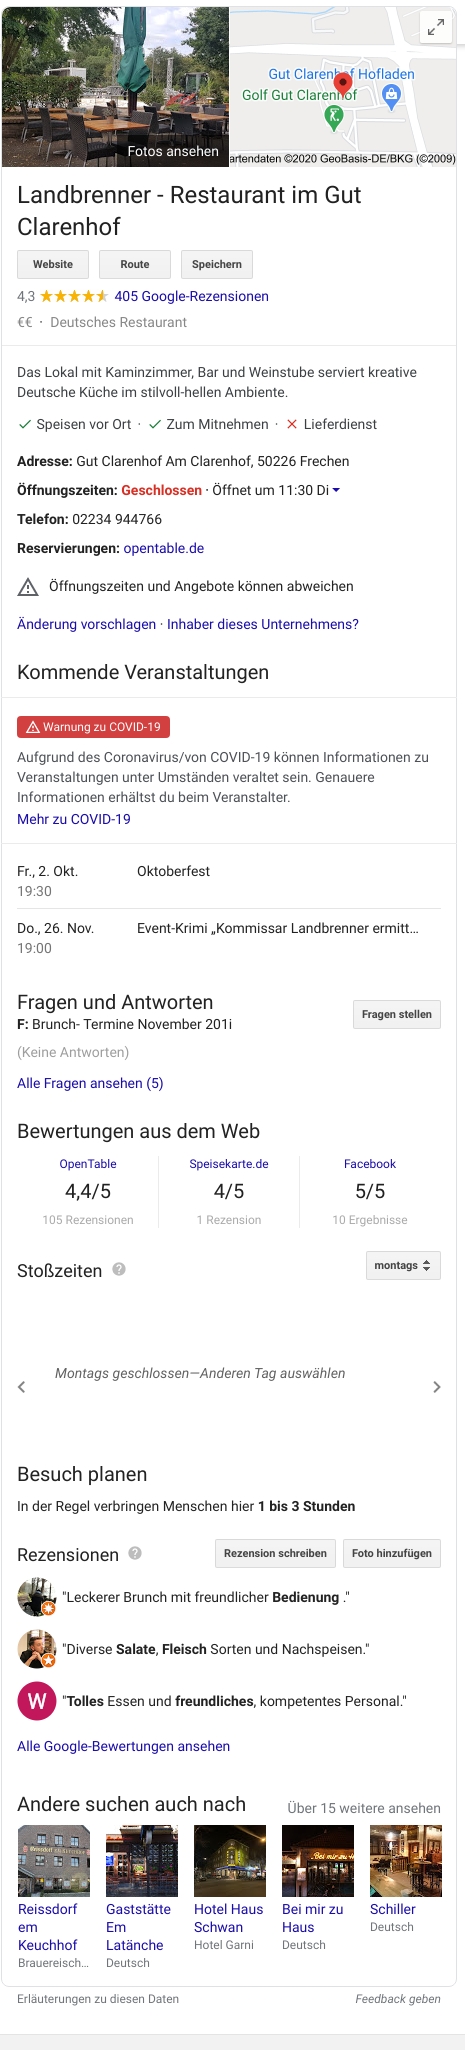 Fotos ansehen
Gut Clarenhof Hofladen
Golf Gut Clarenhof
artendaten ©2020 GeoBasis-DE/BKG (©2009)
Landbrenner - Restaurant im Gut
Clarenhof
Website Route Speichern
4,3 405 Google-Rezensionen
€€ · Deutsches Restaurant
Das Lokal mit Kaminzimmer, Bar und Weinstube serviert kreative
Deutsche Küche im stilvoll-hellen Ambiente.
Speisen vor Ort · Zum Mitnehmen · Lieferdienst
Adresse: Gut Clarenhof Am Clarenhof, 50226 Frechen
Öffnungszeiten: Geschlossen · Öffnet um 11:30 Di
Telefon: 02234 944766
Reservierungen: opentable.de
Öffnungszeiten und Angebote können abweichen
Änderung vorschlagen · Inhaber dieses Unternehmens?
Kommende Veranstaltungen
Warnung zu COVID-19
Aufgrund des Coronavirus/von COVID-19 können Informationen zu
Veranstaltungen unter Umständen veraltet sein. Genauere
Informationen erhältst du beim Veranstalter.
Mehr zu COVID-19
Fr., 2. Okt. Oktoberfest
19:30
Do., 26. Nov. Event-Krimi „Kommissar Landbrenner ermitt…
19:00
Fragen und Antworten
Fragen stellen
F: Brunch- Termine November 201i
(Keine Antworten)
Alle Fragen ansehen (5)
Bewertungen aus dem Web
OpenTable Speisekarte.de Facebook
4,4/5 4/5 5/5
105 Rezensionen 1 Rezension 10 Ergebnisse
Stoßzeiten ? montags
Montags geschlossen—Anderen Tag auswählen
Besuch planen
In der Regel verbringen Menschen hier 1 bis 3 Stunden
Rezensionen ? Rezension schreiben Foto hinzufügen
"Leckerer Brunch mit freundlicher Bedienung ."
"Diverse Salate, Fleisch Sorten und Nachspeisen."
W "Tolles Essen und freundliches, kompetentes Personal."
Alle Google-Bewertungen ansehen
Andere suchen auch nach Über 15 weitere ansehen
Reissdorf Gaststätte Hotel Haus Bei mir zu Schiller
em Em Schwan Haus Deutsch
Keuchhof Latänche Hotel Garni Deutsch
Brauereisch… Deutsch
Erläuterungen zu diesen Daten Feedback geben